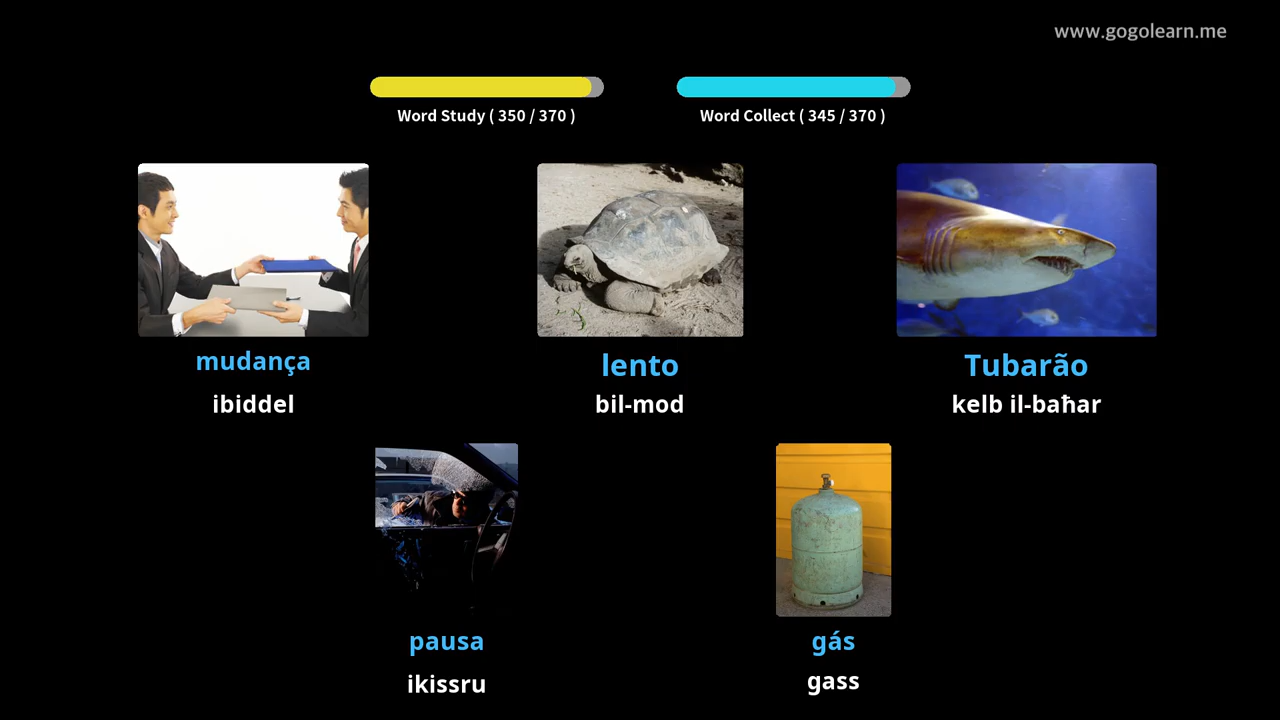 www.gogolearn.me
Word Study ( 350 / 370 )
Word Collect ( 345 / 370 )
mudança
ibiddel
lento
bil-mod
Tubarão
kelb il-baħar
pausa
ikissru
gás
gass